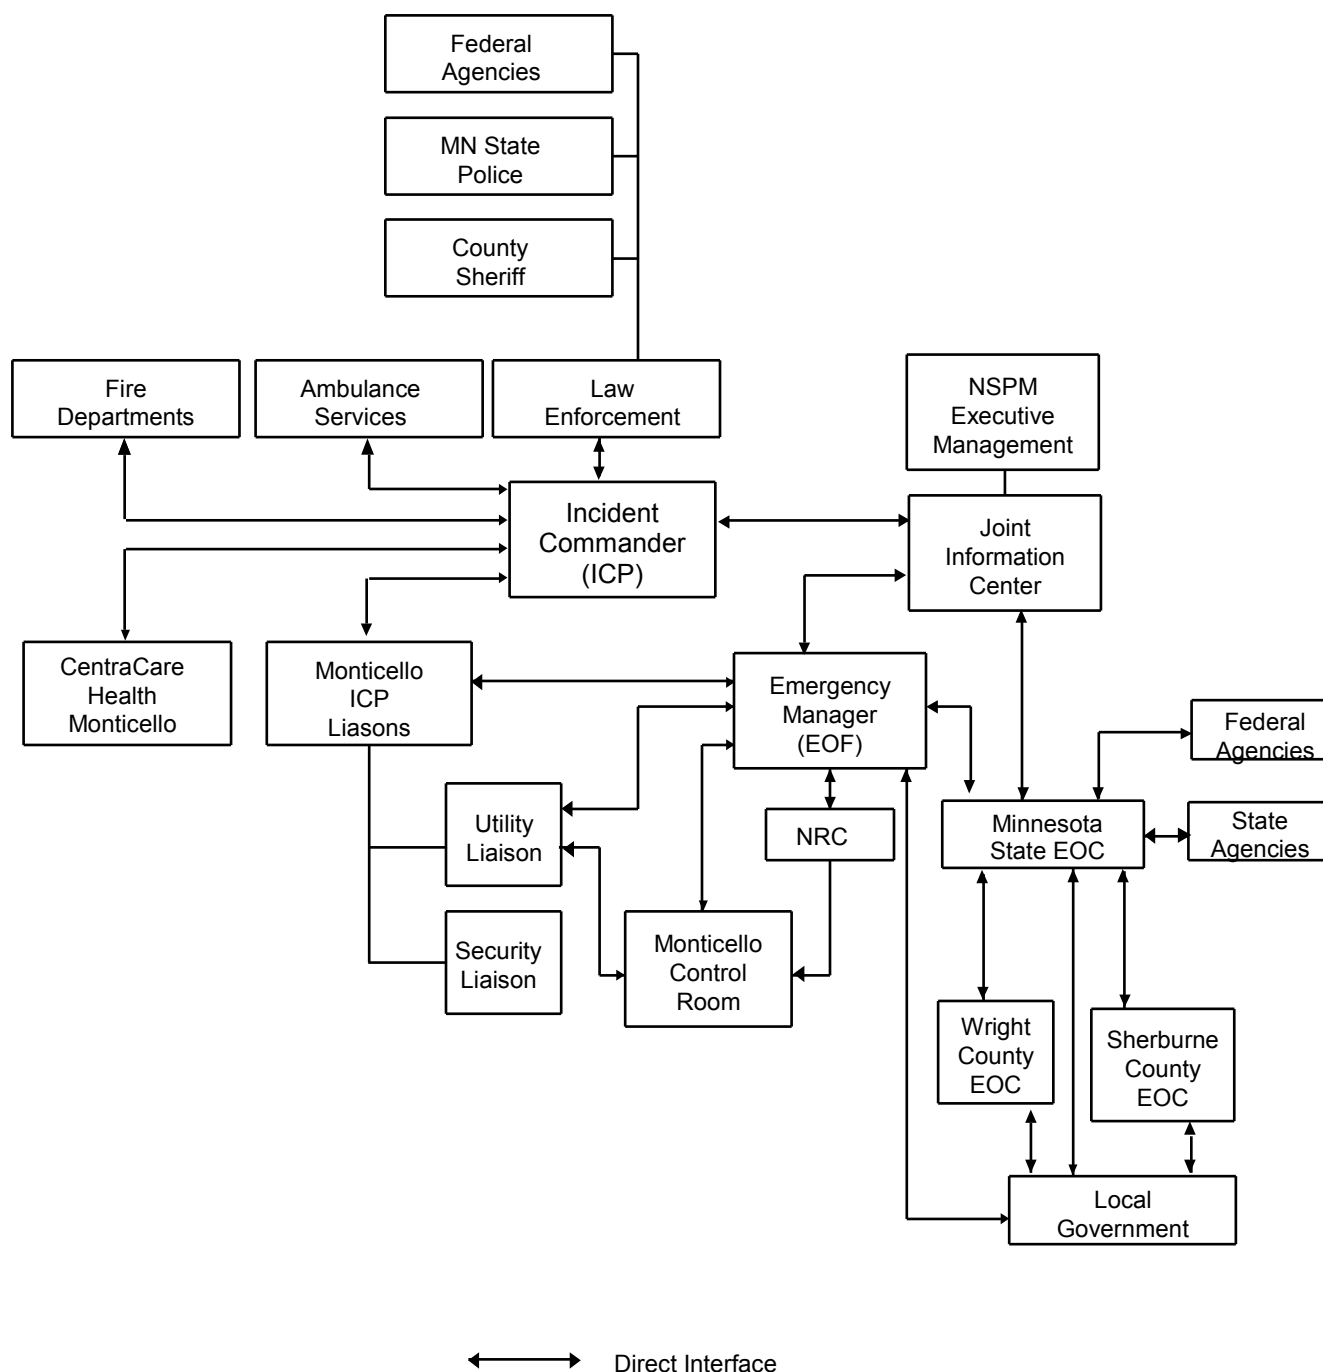 Federal
Agencies
MN State
Police
County
Sheriff
Fire
Departments
Ambulance
Services
Law
Enforcement
NSPM
Executive
Management
Incident
Commander
(ICP)
Joint
Information
Center
CentraCare
Health
Monticello
Monticello
ICP
Liasons
Emergency
Manager
(EOF)
Federal
Agencies
Utility
Liaison
NRC
Minnesota
State EOC
State
Agencies
Security
Liaison
Monticello
Control
Room
Wright
County
EOC
Sherburne
County
EOC
Local
Government
Direct Interface